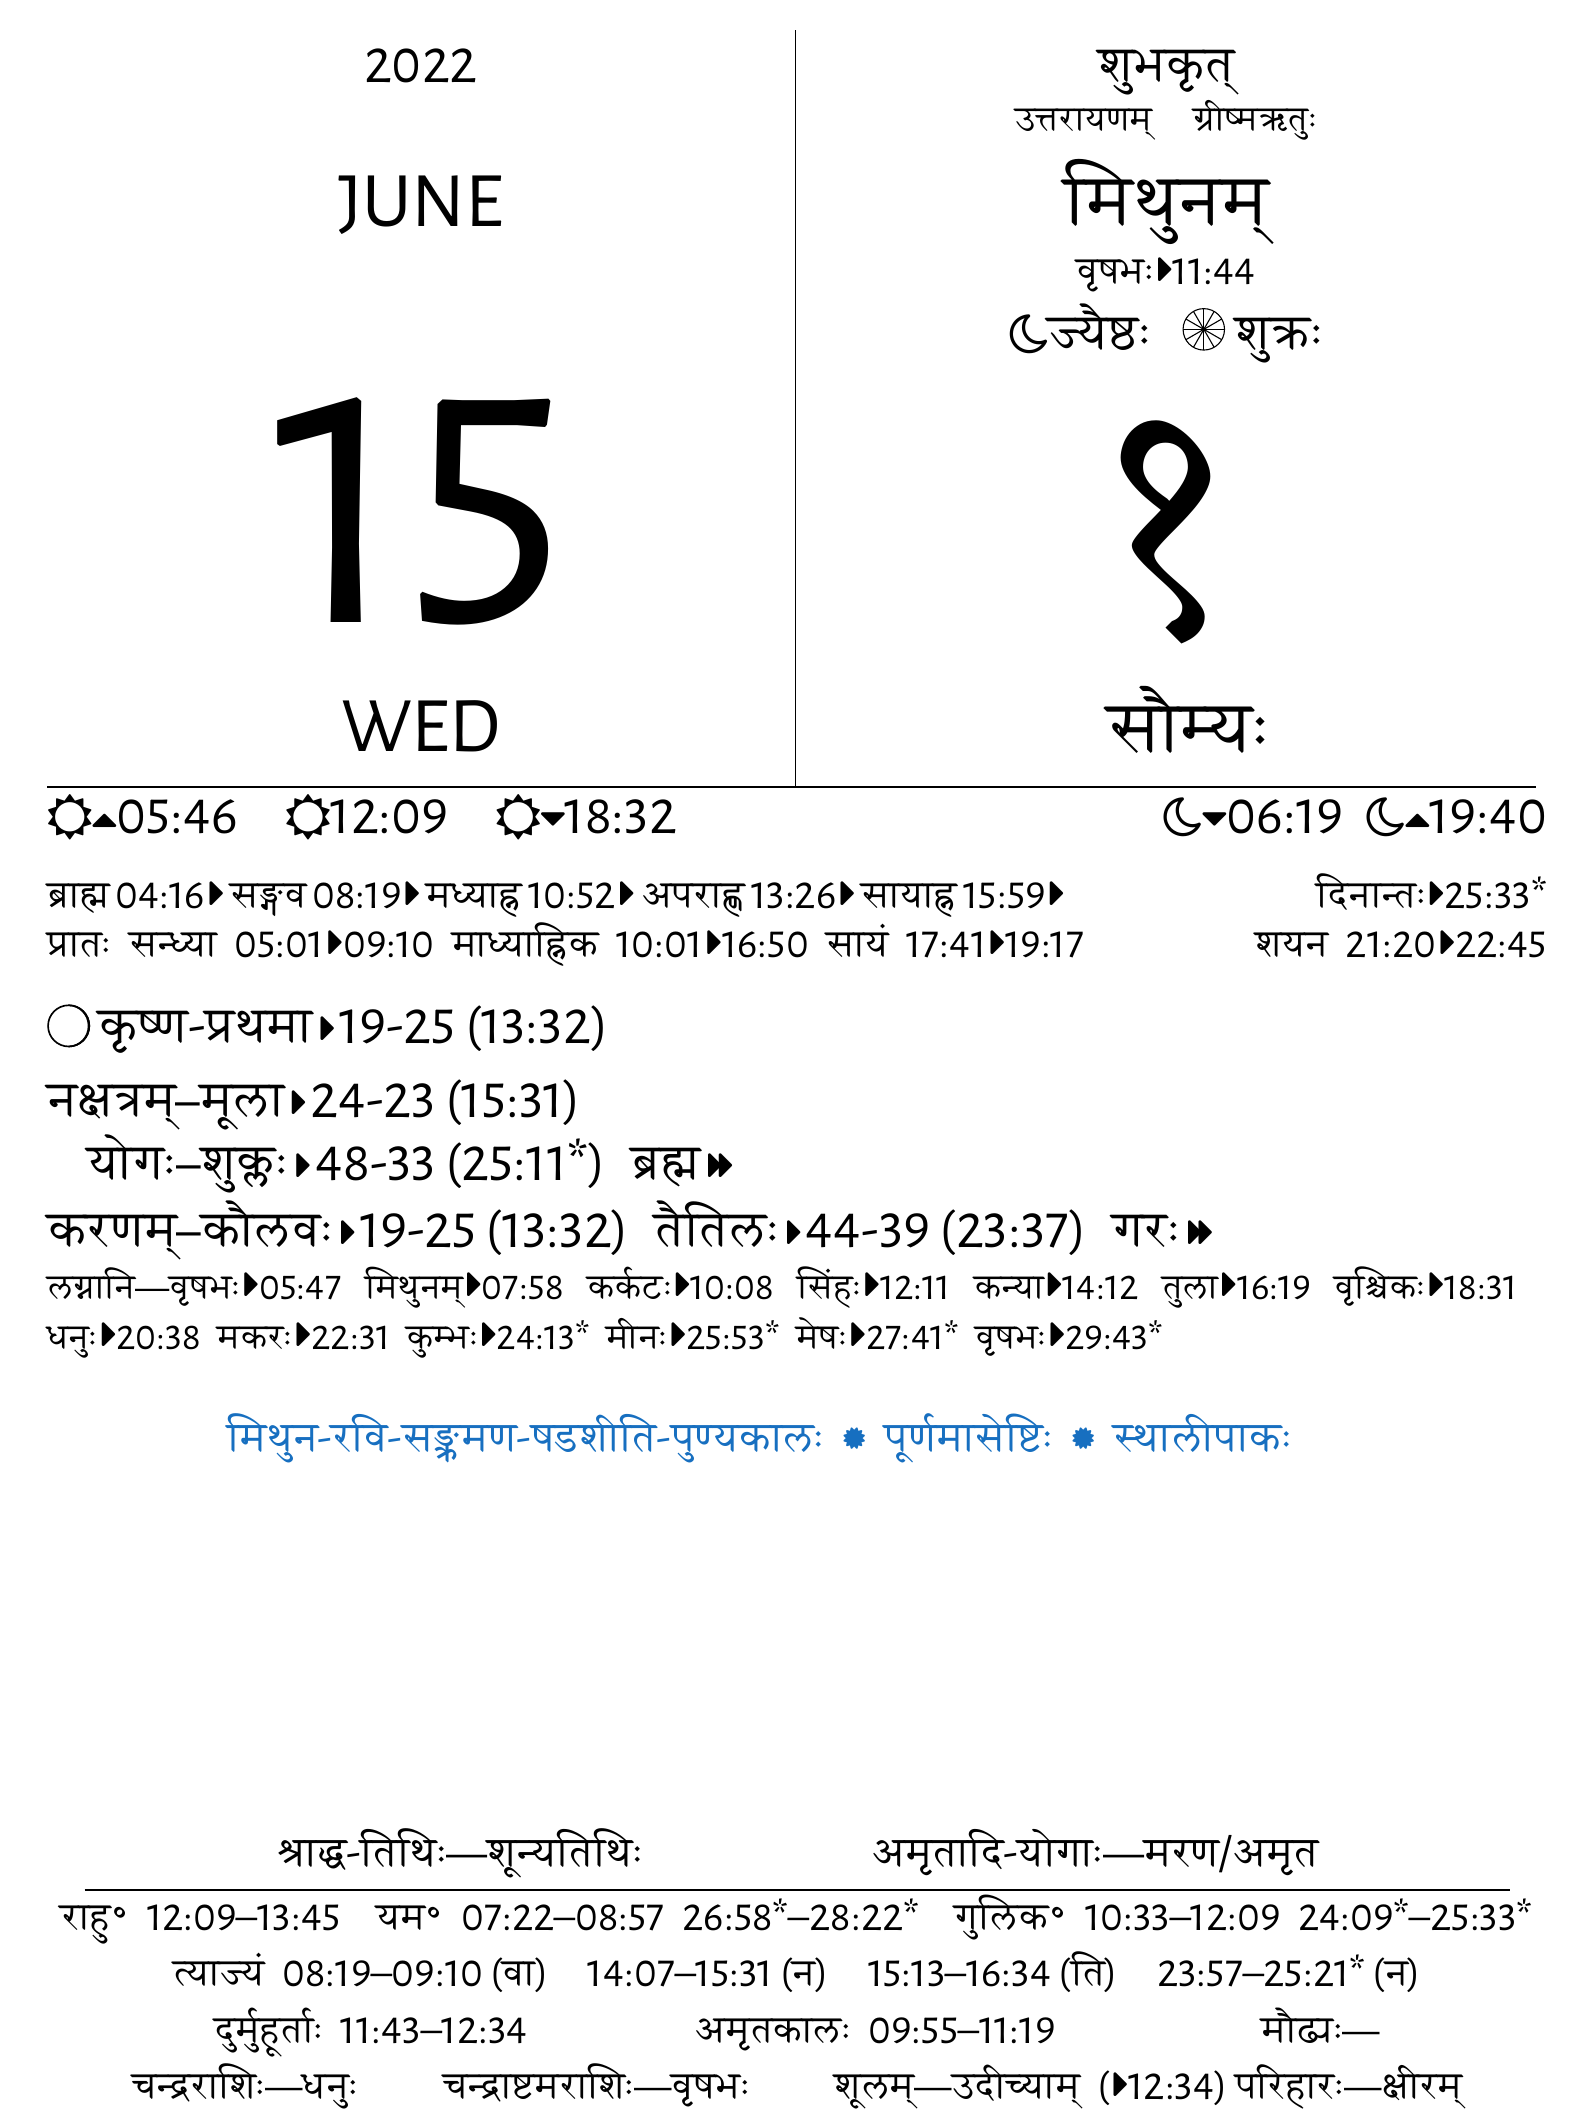 2022
JUNE
15
WED
शुभकृत्
उत्तरायणम् ग्रीष्मऋतुः
मिथुनम्
वृषभः11:44
ज्यैष्ठः शुक्रः
१
सौम्यः
05:46 12:09 18:32 06:19 19:40
ब्राह्म 04:16 सङ्गव 08:19 मध्याह्न 10:52 अपराह्ण 13:26 सायाह्न 15:59 दिनान्तः25:33*
प्रातः सन्ध्या 05:01 09:10 माध्याह्निक 10:01 16:50 सायं 17:41 19:17 शयन 21:20 22:45
कृष्ण-प्रथमा 19-25 (13:32)
नक्षत्रम्–मूला 24-23 (15:31)
योगः–शुक्लः 48-33 (25:11*) ब्रह्म
करणम्–कौलवः 19-25 (13:32) तैतिलः 44-39 (23:37) गरः
लग्नानि—वृषभः 05:47 मिथुनम् 07:58 कर्कटः 10:08 सिंहः 12:11 कन्या 14:12 तुला 16:19 वृश्चिकः 18:31
धनुः 20:38 मकरः 22:31 कुम्भः 24:13* मीनः 25:53* मेषः 27:41* वृषभः 29:43*
मिथुन-रवि-सङ्क्रमण-षडशीति-पुण्यकालः ✹ पूर्णमासेष्टिः ✹ स्थालीपाकः
श्राद्ध-तिथिः—शून्यतिथिः अमृतादि-योगाः—मरण/अमृत
राहु॰ 12:09–13:45 यम॰ 07:22–08:57 26:58*–28:22* गुलिक॰ 10:33–12:09 24:09*–25:33*
त्याज्यं 08:19–09:10 (वा) 14:07–15:31 (न) 15:13–16:34 (ति) 23:57–25:21* (न)
दुर्मुहूर्ताः 11:43–12:34 अमृतकालः 09:55–11:19 मौढ्यः—
चन्द्रराशिः—धनुः चन्द्राष्टमराशिः—वृषभः शूलम्—उदीच्याम् (12:34) परिहारः—क्षीरम्